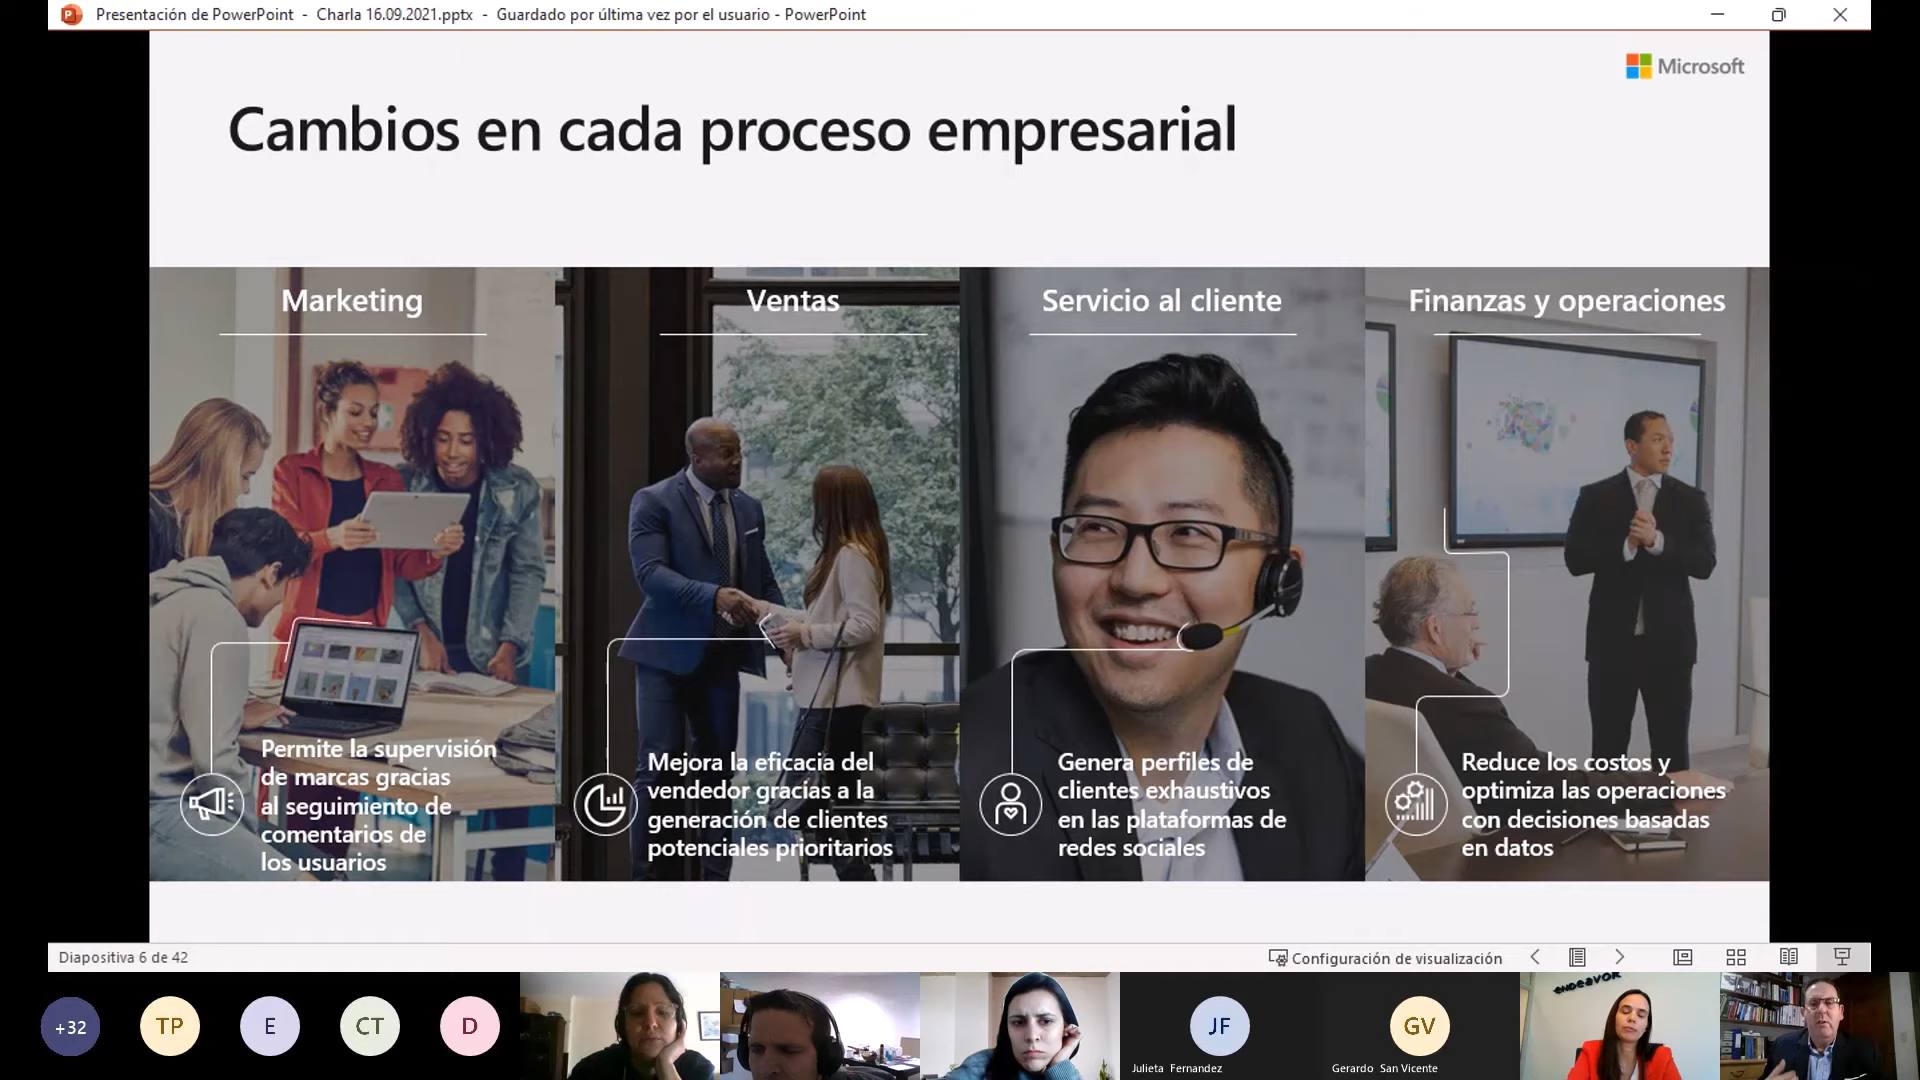 Presentación de PowerPoint - Charla 16.09.2021.pptx - Guardado por última vez por el usuario - PowerPoint
Microsoft
Cambios en cada proceso empresarial
Marketing
Permite la supervisión
de marcas gracias
al seguimiento de
comentarios de
los usuarios
Ventas
Mejora la eficacia del
vendedor gracias a la
generación de clientes
potenciales prioritarios
Servicio al cliente
Genera perfiles de
clientes exhaustivos
en las plataformas de
redes sociales
Finanzas y operaciones
Reduce los costos y
optimiza las operaciones
con decisiones basadas
en datos
Diapositiva 6 de 42
Configuración de visualización
+32
TP
E
CT
D
JF
Julieta Fernandez
GV
Gerardo San Vicente
endeavor